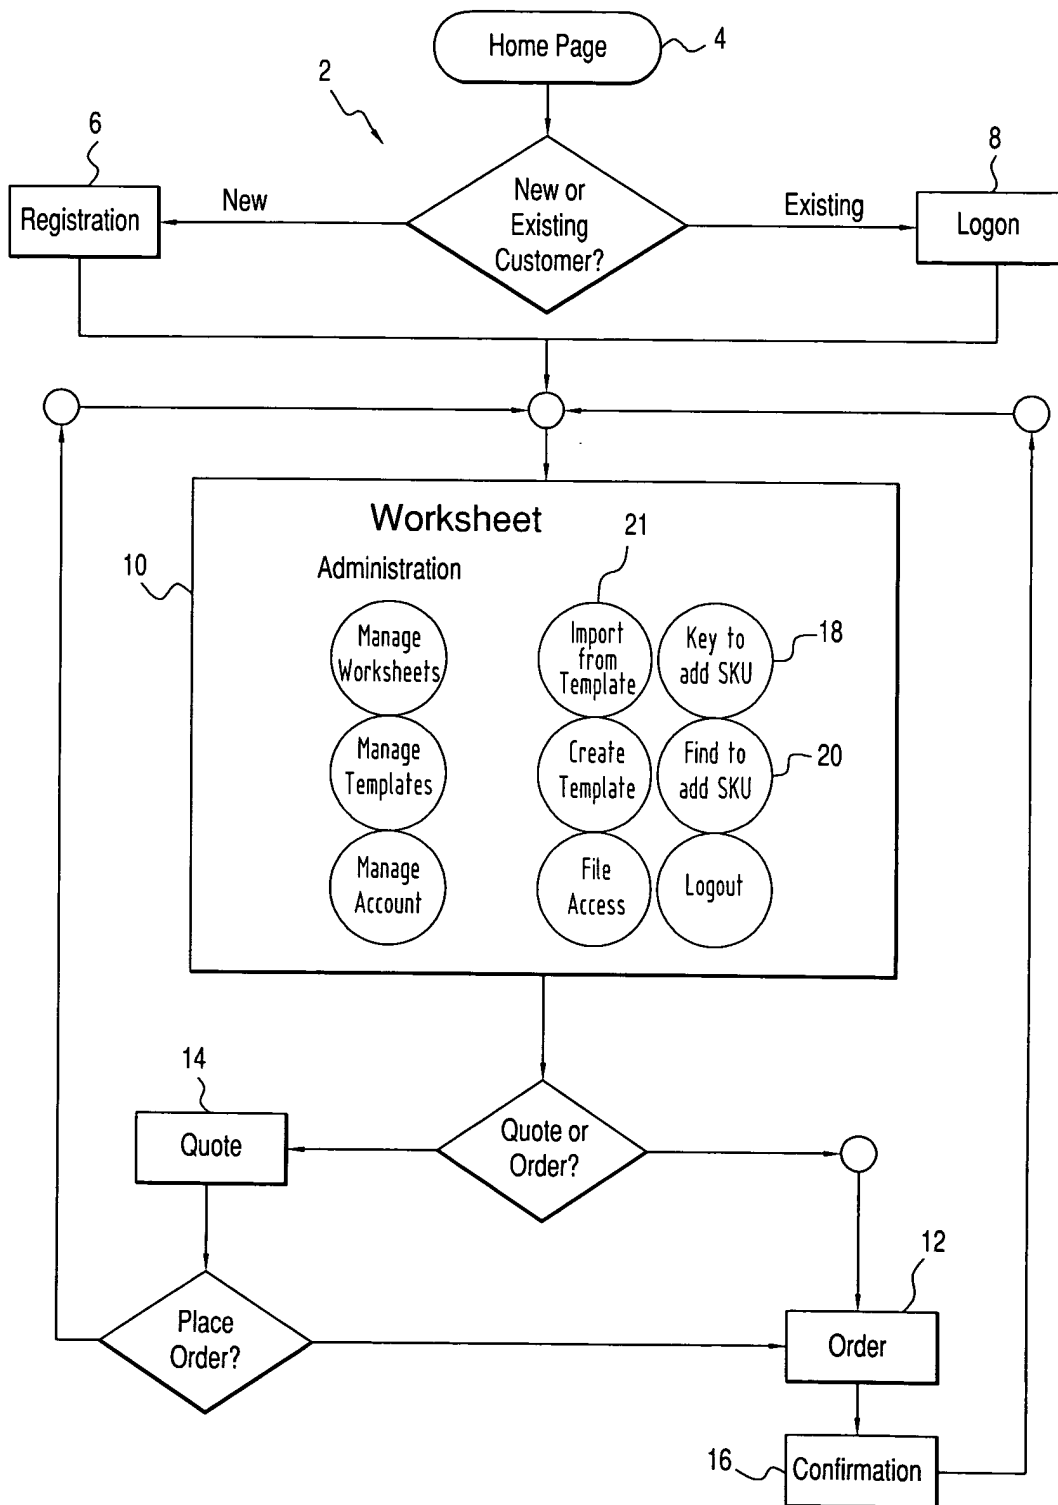 Home Page
4
2
6
8
New or
Existing
Customer?
New
Existing
Registration
Logon
Worksheet
21
10
Administration
Manage
Worksheets
Import
from
Template
Key to
add SKU
18
Manage
Templates
Create
Template
Find to
add SKU
20
Manage
Account
File
Access
Logout
14
Quote
Quote or
Order?
12
Place
Order?
Order
16
Confirmation